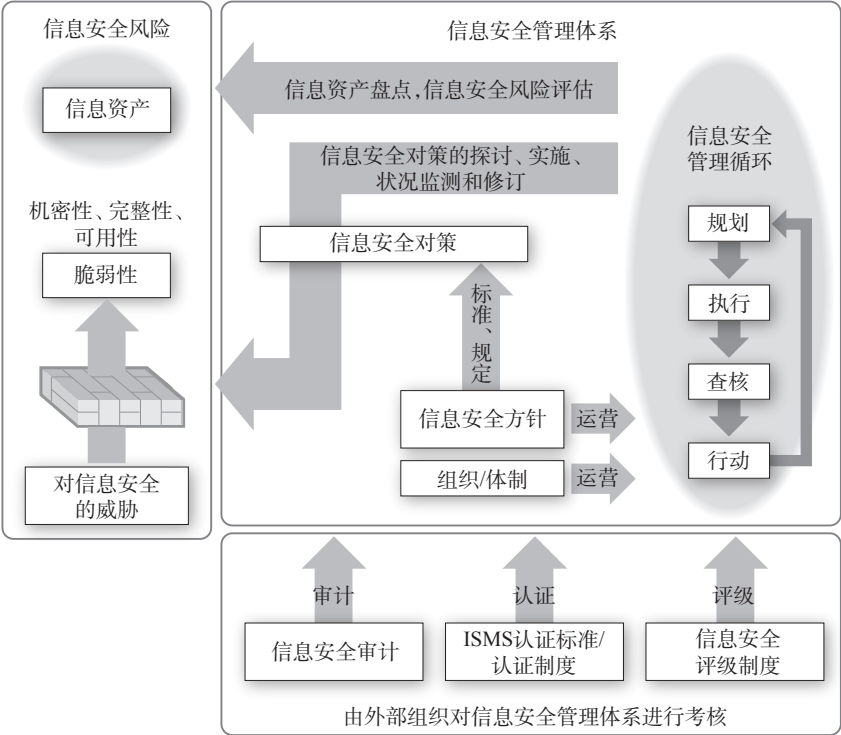 信息安全风险
信息资产
机密性、完整性、
可用性
脆弱性
对信息安全
的威胁
信息安全管理体系
信息资产盘点,信息安全风险评估
信息安全对策的探讨、实施、
状况监测和修订
信息安全对策
标准、规定
信息安全方针
运营
组织/体制
运营
信息安全
管理循环
规划
执行
查核
行动
审计
认证
评级
信息安全审计
ISMS认证标准/
认证制度
信息安全
评级制度
由外部组织对信息安全管理体系进行考核